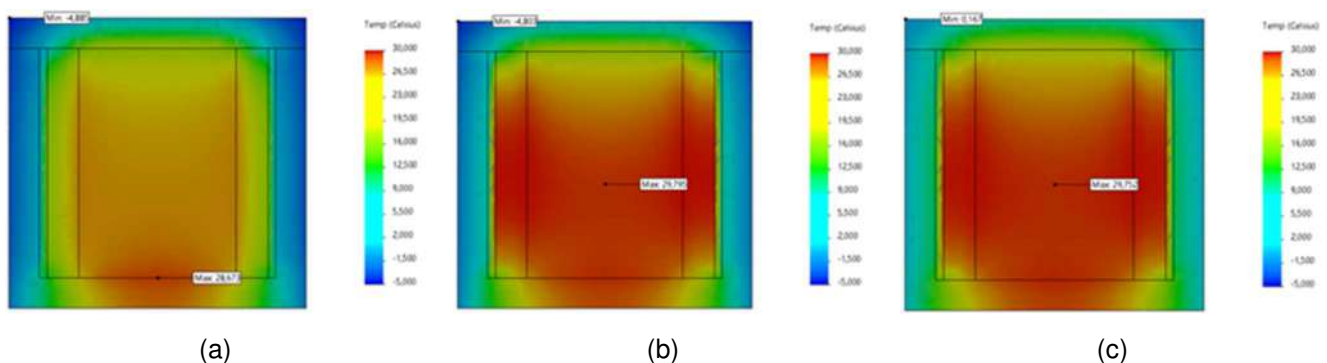 Min: -4,885
Temp (Celsius)
30,000
26,500
23,000
19,500
16,000
12,500
9,000
5,500
2,000
-1,500
-5,000
Max: 28,673
(a)
Min: -4,803
Temp (Celsius)
30,000
26,500
23,000
19,500
16,000
12,500
9,000
5,500
2,000
-1,500
-5,000
Max: 29,795
(b)
Min: 0,167
Temp (Celsius)
30,000
26,500
23,000
19,500
16,000
12,500
9,000
5,500
2,000
-1,500
-5,000
Max: 29,752
(c)